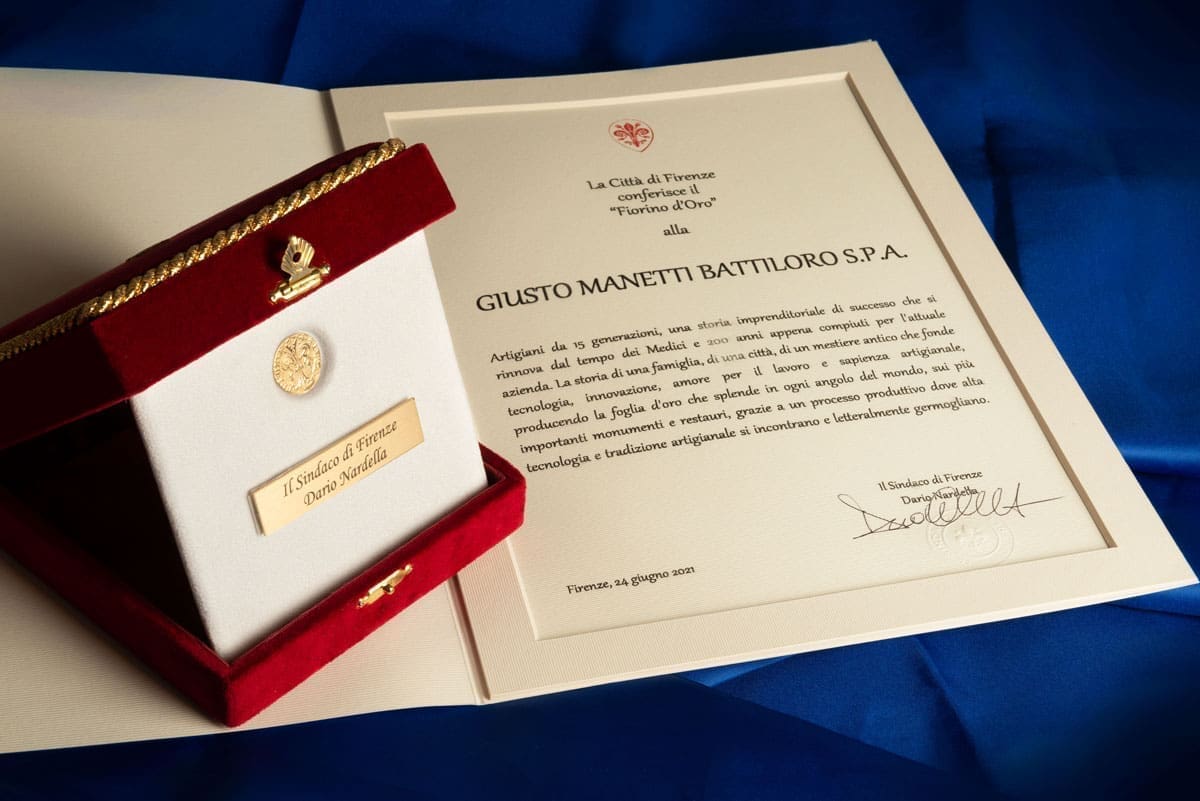 La Città di Firenze
conferisce il
“Fiorino d’Oro”
alla
GIUSTO MANETTI BATTILORO S.P.A.
Artigiani da 15 generazioni, una storia imprenditoriale di successo che si
rinnova dal tempo dei Medici e 200 anni appena compiuti per l’attuale
azienda. La storia di una famiglia, di una città, di un mestiere antico che fonde
tecnologia, innovazione, amore per il lavoro e sapienza artigianale,
producendo la foglia d’oro che splende in ogni angolo del mondo, sui più
importanti monumenti e restauri, grazie a un processo produttivo dove alta
tecnologia e tradizione artigianale si incontrano e letteralmente germogliano.
Il Sindaco di Firenze
Dario Nardella
Firenze, 24 giugno 2021
Il Sindaco di Firenze
Dario Nardella